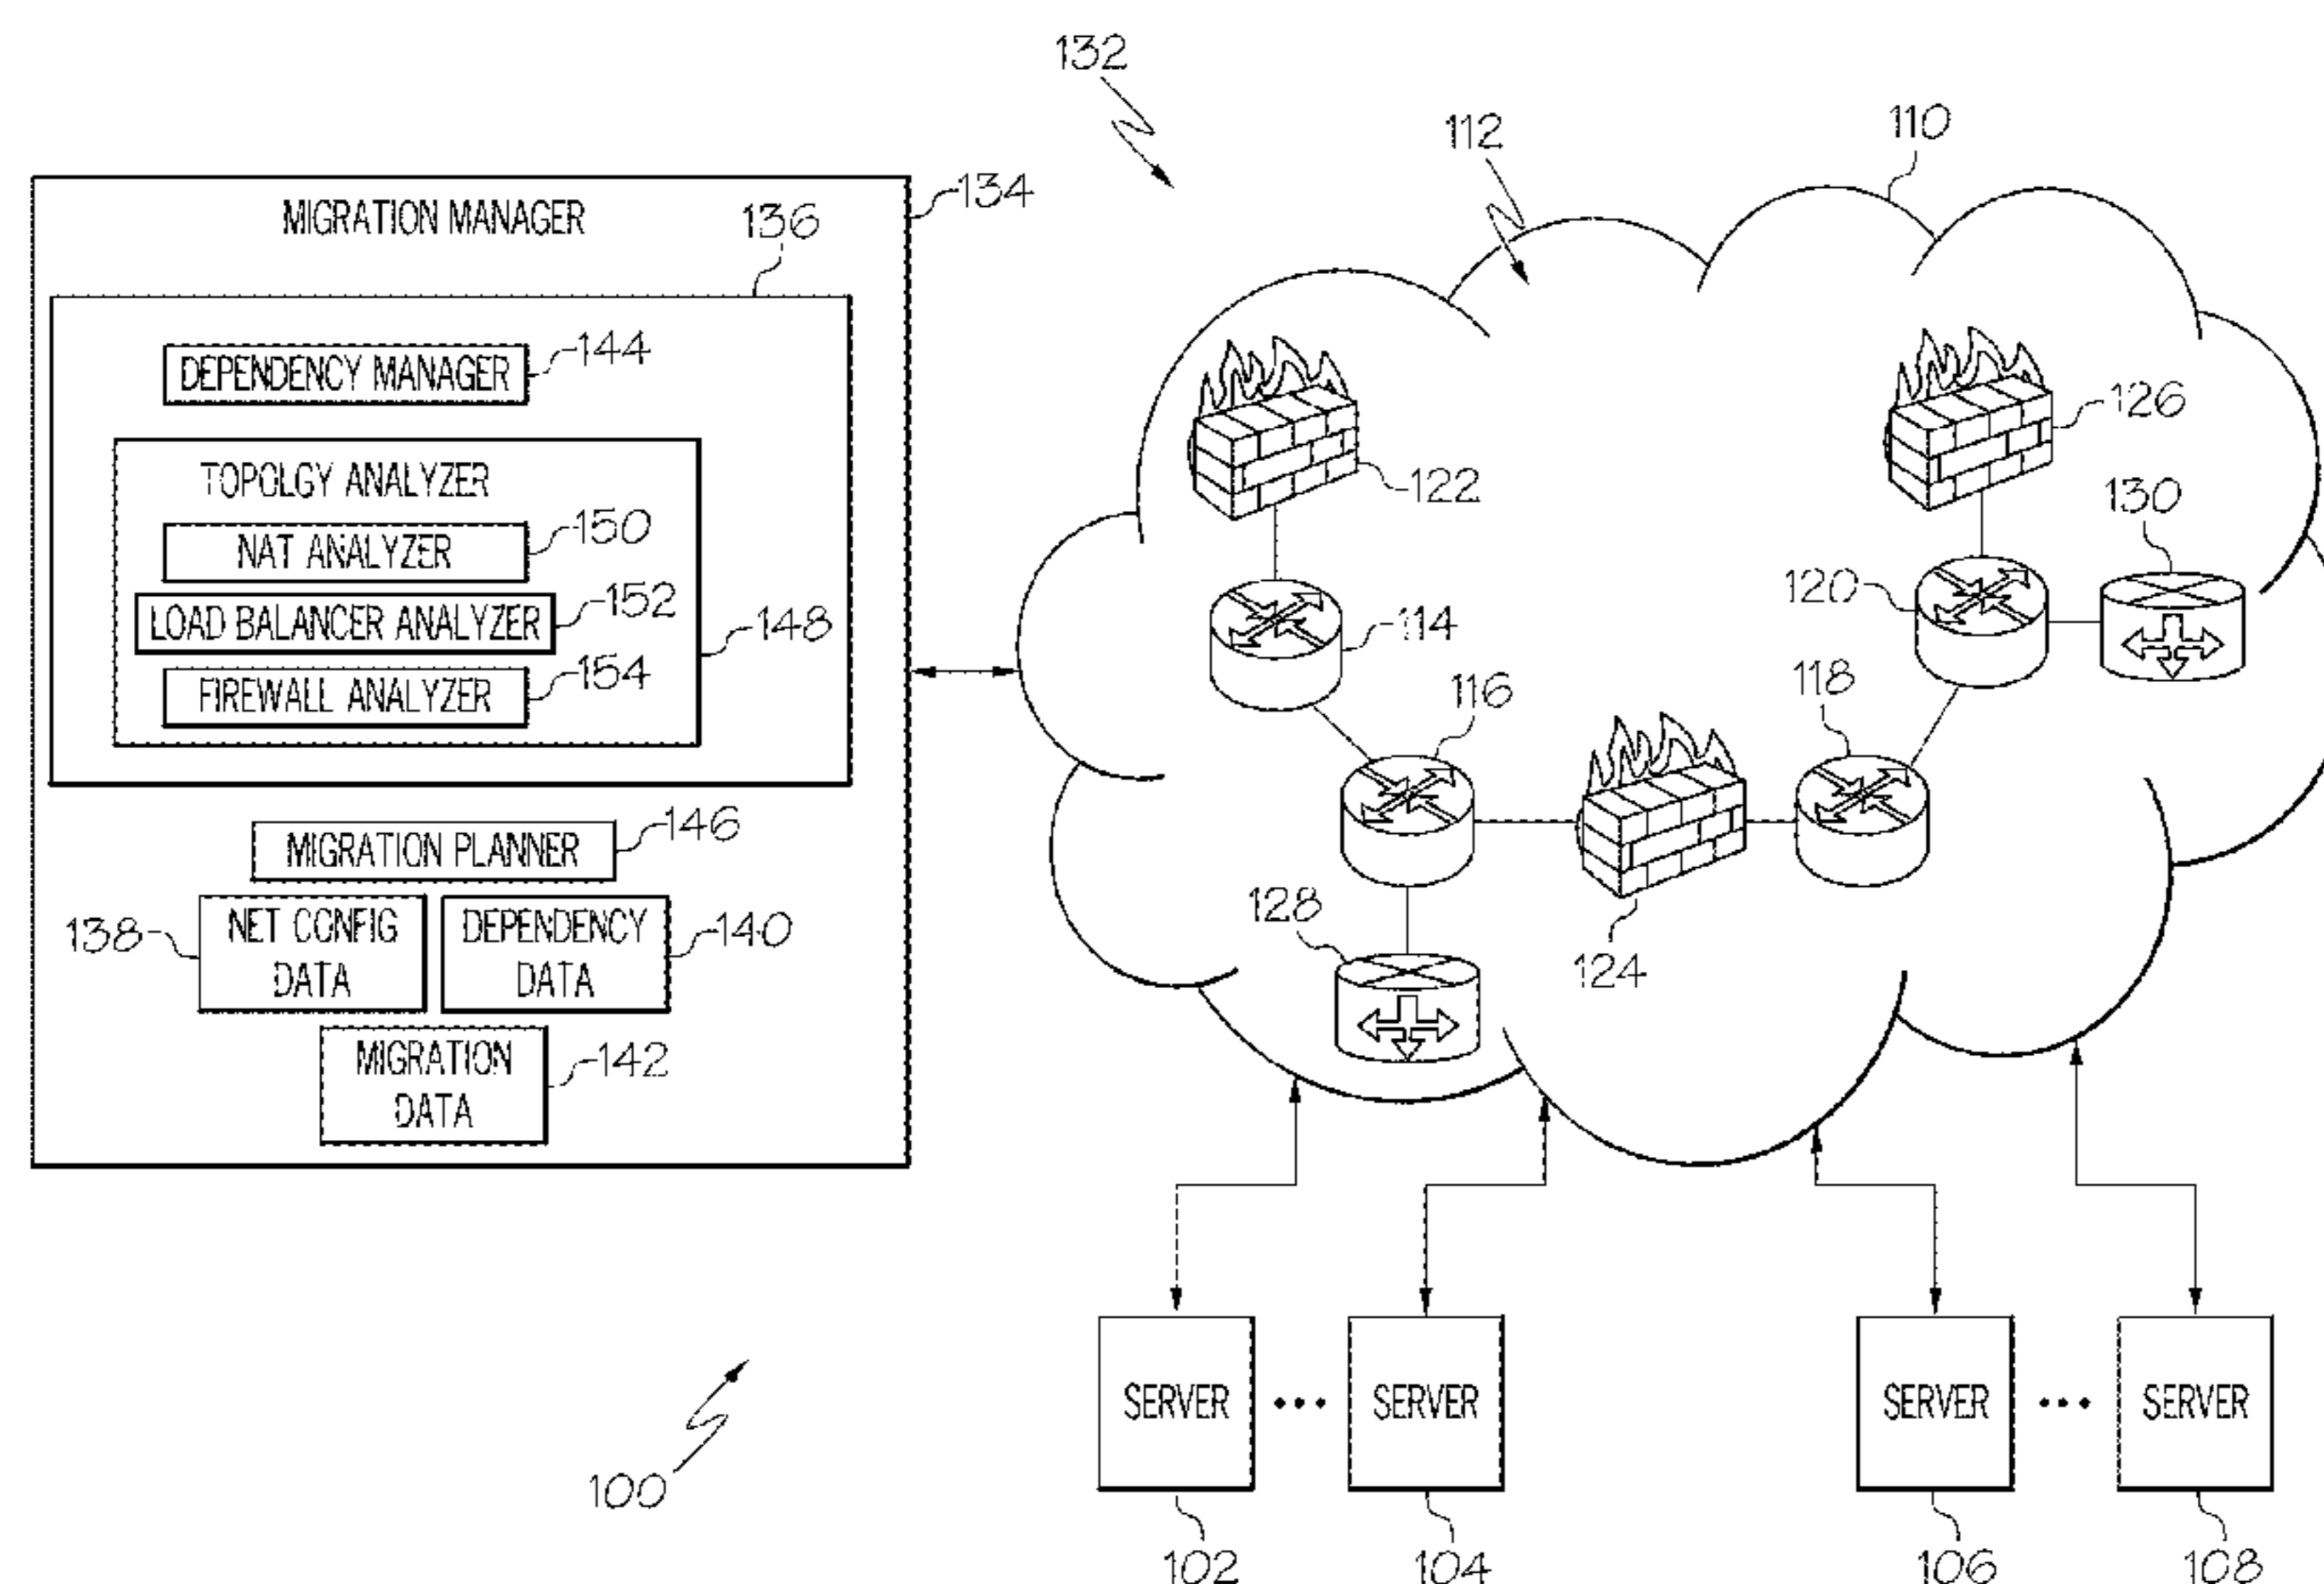 132
112
110
MIGRATION MANAGER
134
136
DEPENDENCY MANAGER
144
TOPOLGY ANALYZER
NAT ANALYZER
150
LOAD BALANCER ANALYZER
152
148
FIREWALL ANALYZER
154
MIGRATION PLANNER
146
138
NET CONFIG
DATA
DEPENDENCY
DATA
140
MIGRATION
DATA
142
122
126
130
114
120
116
118
128
124
SERVER
•••
SERVER
SERVER
•••
SERVER
100
102
104
106
108